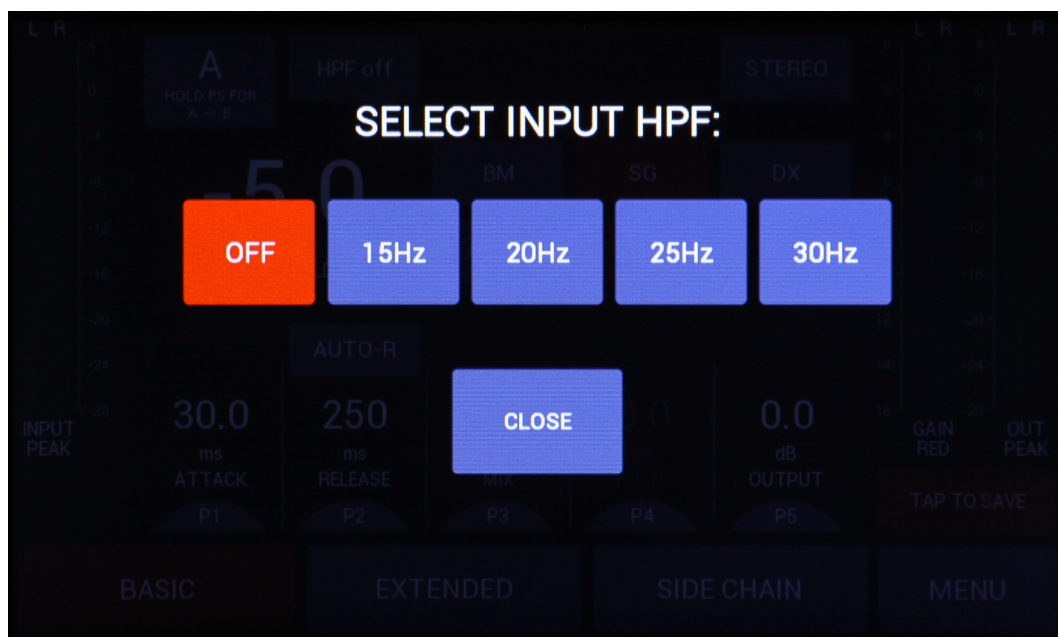 L R
L R
L R
A
HOLD P5 FOR
A -> B
HPF off
STEREO
SELECT INPUT HPF:
BM
SG
DX
-5.0
OFF
15Hz
20Hz
25Hz
30Hz
AUTO-R
CLOSE
30.0
ms
ATTACK
P1
250
ms
RELEASE
P2
MIX
P3
P4
0.0
dB
OUTPUT
P5
INPUT
PEAK
GAIN
RED
OUT
PEAK
TAP TO SAVE
BASIC
EXTENDED
SIDE CHAIN
MENU